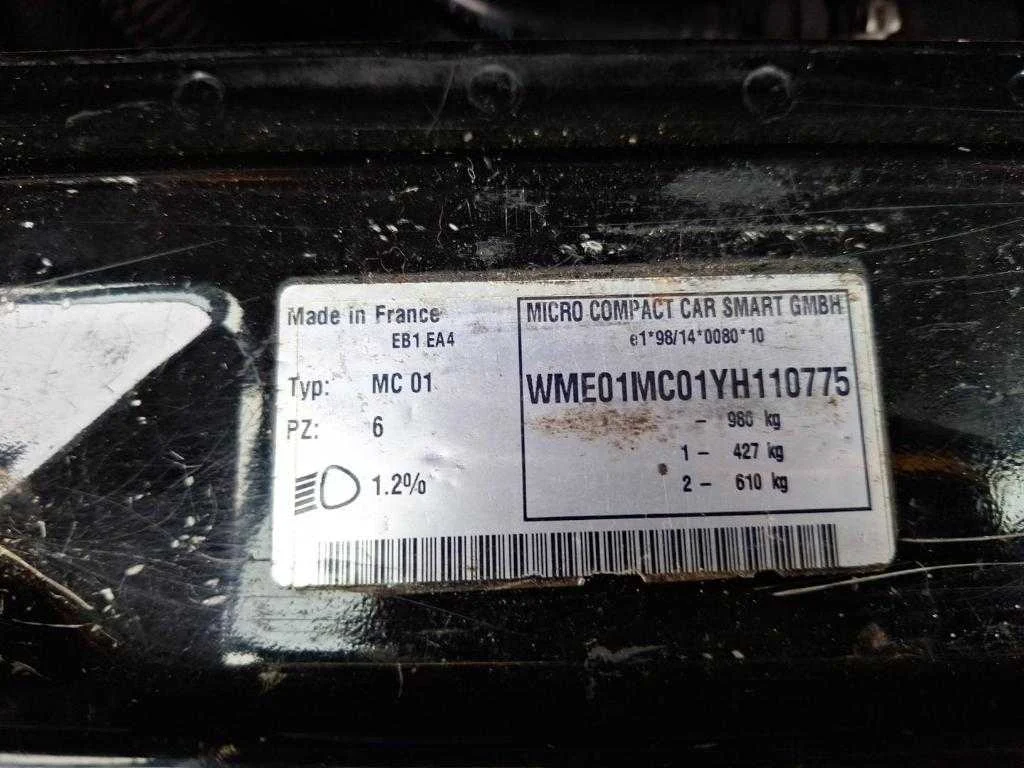 Made in France
EB1 EA4
Typ: MC 01
PZ: 6
1.2%
MICRO COMPACT CAR SMART GMBH
e1*98/14*0080*10
WME01MC01YH110775
- 980 kg
1 - 427 kg
2 - 610 kg